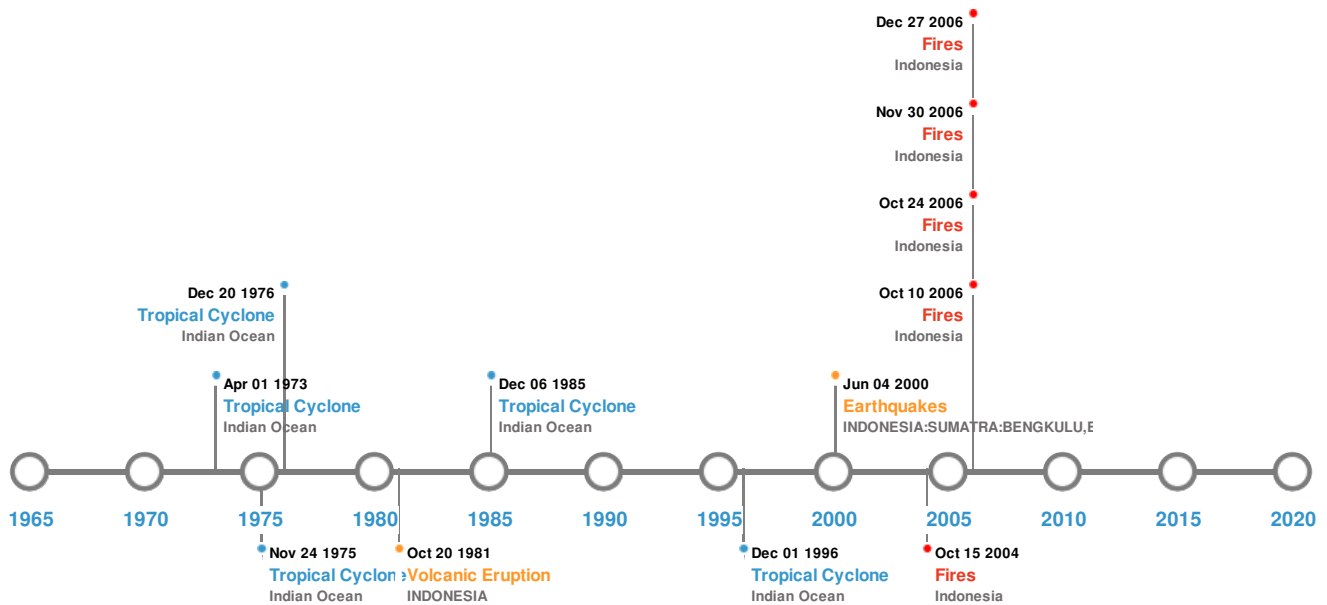 Dec 27 2006
Fires
Indonesia
Nov 30 2006
Fires
Indonesia
Oct 24 2006
Fires
Indonesia
Dec 20 1976
Tropical Cyclone
Indian Ocean
Oct 10 2006
Fires
Indonesia
Apr 01 1973
Tropical Cyclone
Indian Ocean
Dec 06 1985
Tropical Cyclone
Indian Ocean
Jun 04 2000
Earthquakes
INDONESIA:SUMATRA:BENGKULU,E
1965 1970 1975 1980 1985 1990 1995 2000 2005 2010 2015 2020
Nov 24 1975
Tropical Cyclone
Indian Ocean
Oct 20 1981
Volcanic Eruption
INDONESIA
Dec 01 1996
Tropical Cyclone
Indian Ocean
Oct 15 2004
Fires
Indonesia